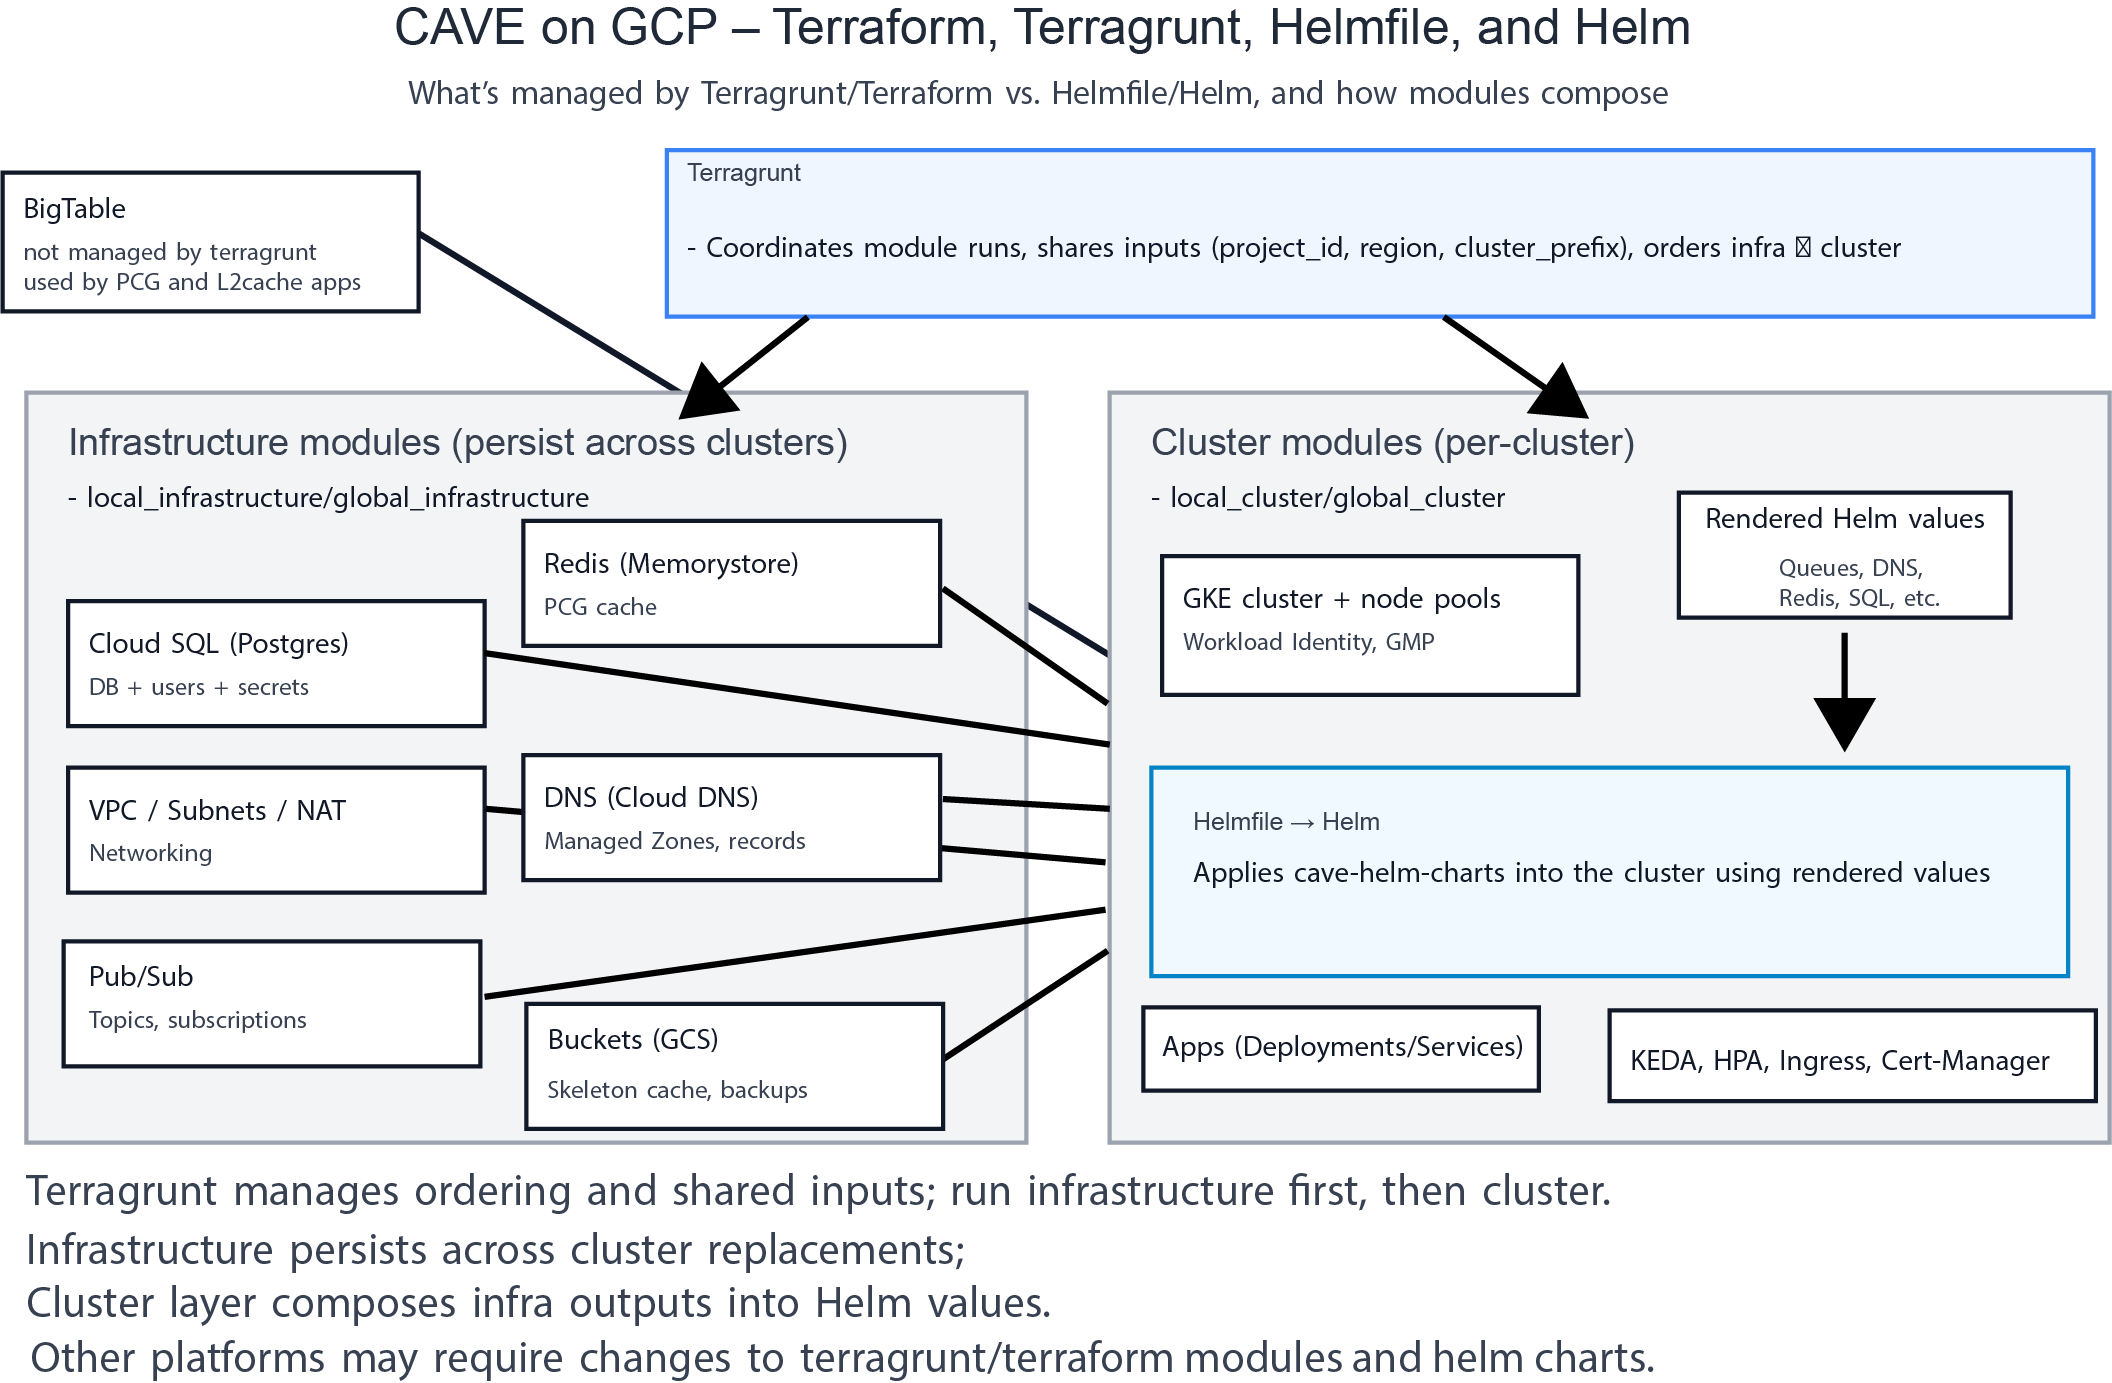 CAVE on GCP – Terraform, Terragrunt, Helmfile, and Helm
What’s managed by Terragrunt/Terraform vs. Helmfile/Helm, and how modules compose
BigTable
not managed by terragrunt
used by PCG and L2cache apps
Terragrunt
- Coordinates module runs, shares inputs (project_id, region, cluster_prefix), orders infra ▯ cluster
Infrastructure modules (persist across clusters)
- local_infrastructure/global_infrastructure
Redis (Memorystore)
PCG cache
Cloud SQL (Postgres)
DB + users + secrets
VPC / Subnets / NAT
Networking
DNS (Cloud DNS)
Managed Zones, records
Pub/Sub
Topics, subscriptions
Buckets (GCS)
Skeleton cache, backups
Cluster modules (per-cluster)
- local_cluster/global_cluster
Rendered Helm values
Queues, DNS,
Redis, SQL, etc.
GKE cluster + node pools
Workload Identity, GMP
Helmfile → Helm
Applies cave-helm-charts into the cluster using rendered values
Apps (Deployments/Services)
KEDA, HPA, Ingress, Cert-Manager
Terragrunt manages ordering and shared inputs; run infrastructure first, then cluster.
Infrastructure persists across cluster replacements;
Cluster layer composes infra outputs into Helm values.
Other platforms may require changes to terragrunt/terraform modules and helm charts.